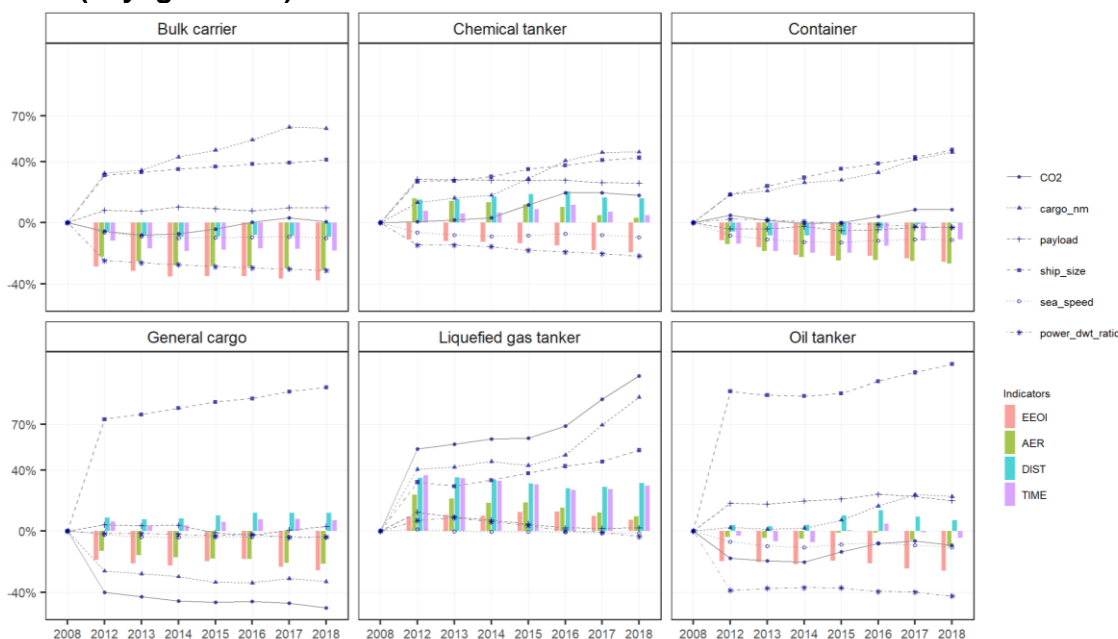 Bulk carrier
Chemical tanker
Container
70%
40%
0%
-40%
General cargo
Liquefied gas tanker
Oil tanker
70%
40%
0%
-40%
2008 2012 2013 2014 2015 2016 2017 2018
2008 2012 2013 2014 2015 2016 2017 2018
2008 2012 2013 2014 2015 2016 2017 2018
CO2
cargo_nm
payload
ship_size
sea_speed
power_dwt_ratio
Indicators
EEOI
AER
DIST
TIME